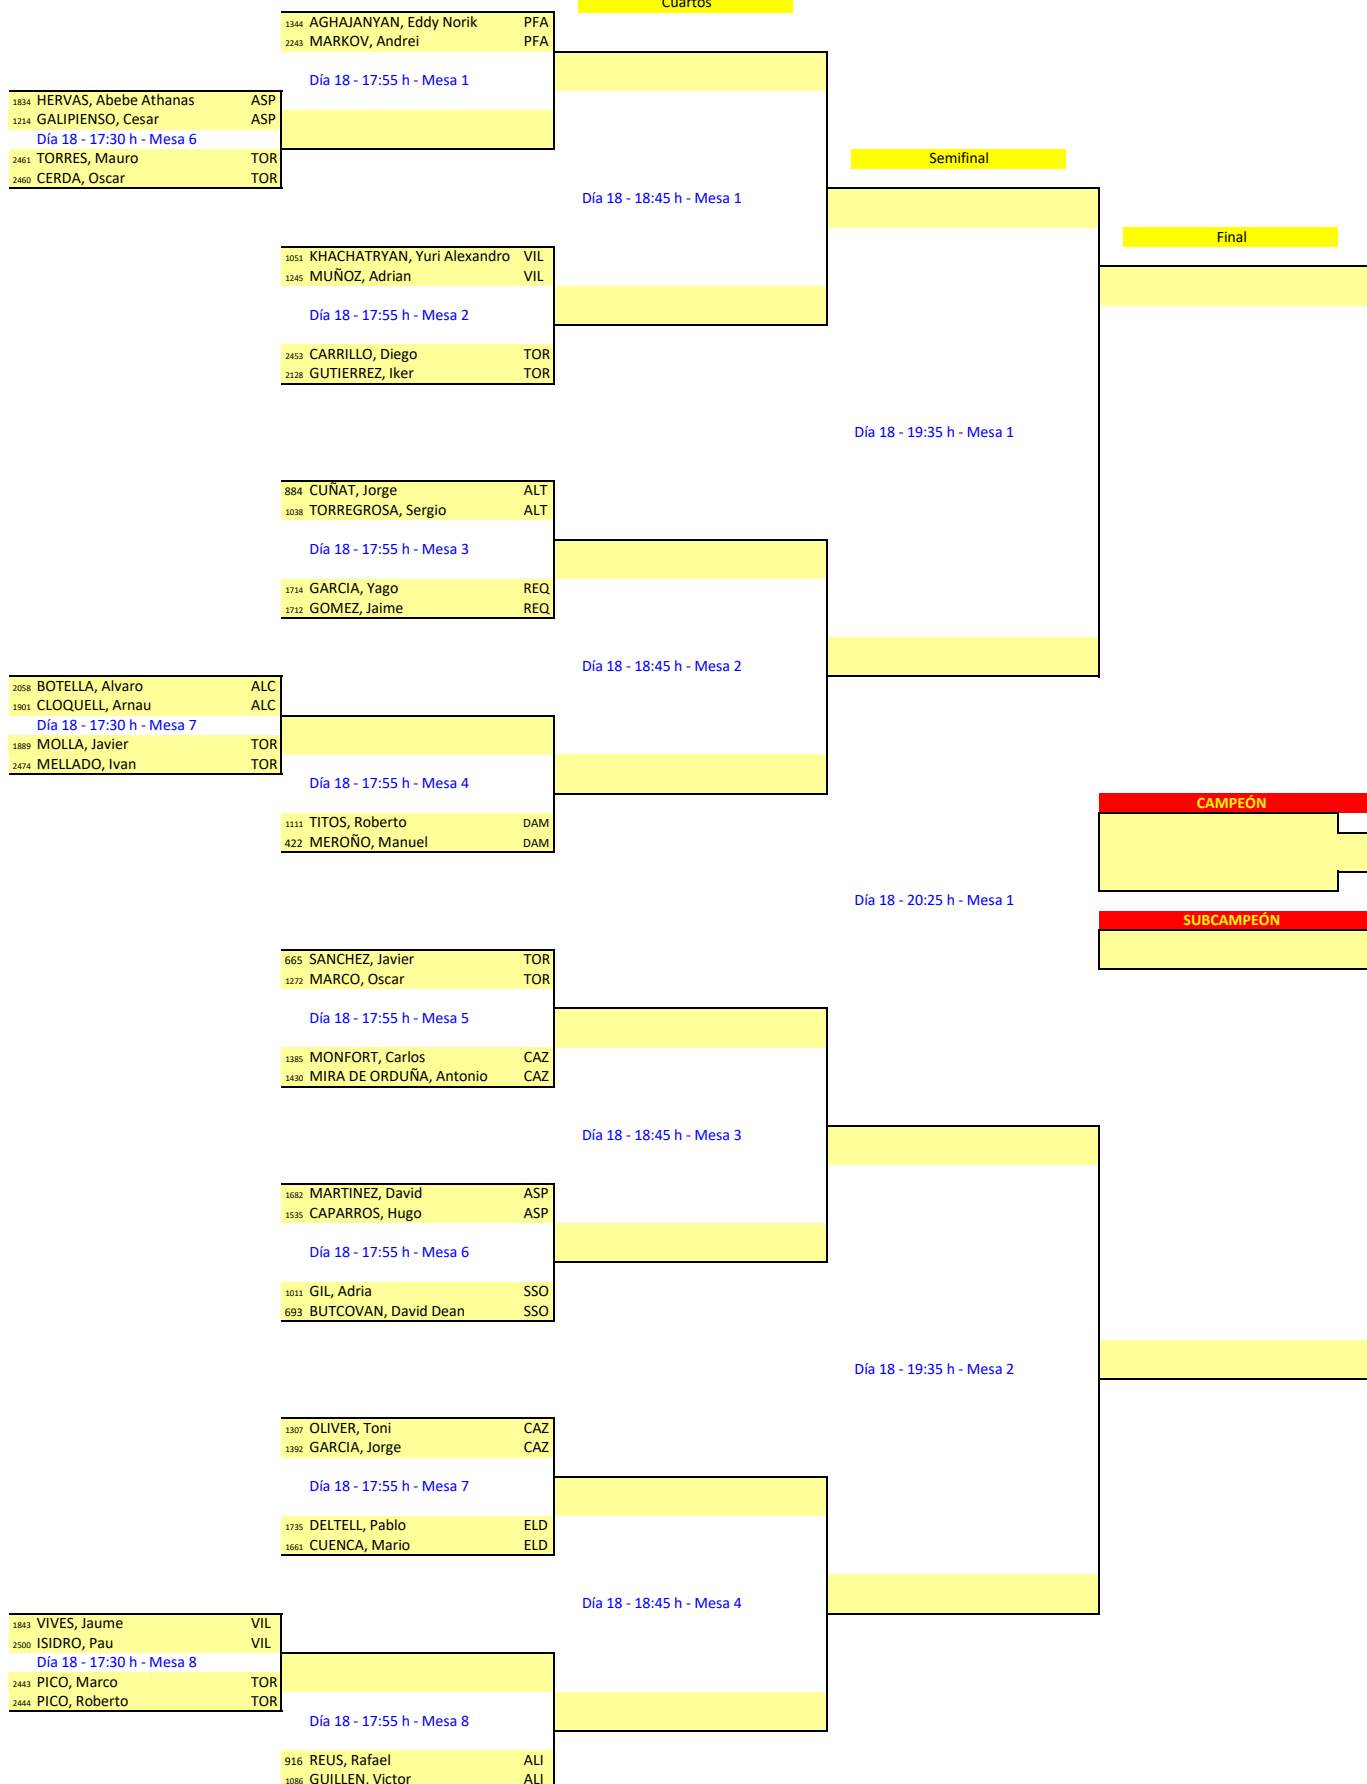 Cuartos
1344 AGHAJANYAN, Eddy Norik PFA
2243 MARKOV, Andrei PFA
Día 18 - 17:55 h - Mesa 1
1834 HERVAS, Abebe Athanas ASP
1214 GALIPIENSO, Cesar ASP
Día 18 - 17:30 h - Mesa 6
2461 TORRES, Mauro TOR
2460 CERDA, Oscar TOR
Semifinal
Día 18 - 18:45 h - Mesa 1
Final
1051 KHACHATRYAN, Yuri Alexandro VIL
1245 MUÑOZ, Adrian VIL
Día 18 - 17:55 h - Mesa 2
2453 CARRILLO, Diego TOR
2128 GUTIERREZ, Iker TOR
Día 18 - 19:35 h - Mesa 1
884 CUÑAT, Jorge ALT
1038 TORREGROSA, Sergio ALT
Día 18 - 17:55 h - Mesa 3
1714 GARCIA, Yago REQ
1712 GOMEZ, Jaime REQ
Día 18 - 18:45 h - Mesa 2
2058 BOTELLA, Alvaro ALC
1901 CLOQUELL, Arnau ALC
Día 18 - 17:30 h - Mesa 7
1889 MOLLA, Javier TOR
2474 MELLADO, Ivan TOR
Día 18 - 17:55 h - Mesa 4
CAMPEÓN
1111 TITOS, Roberto DAM
422 MEROÑO, Manuel DAM
Día 18 - 20:25 h - Mesa 1
SUBCAMPEÓN
665 SANCHEZ, Javier TOR
1272 MARCO, Oscar TOR
Día 18 - 17:55 h - Mesa 5
1385 MONFORT, Carlos CAZ
1430 MIRA DE ORDUÑA, Antonio CAZ
Día 18 - 18:45 h - Mesa 3
1682 MARTINEZ, David ASP
1535 CAPARROS, Hugo ASP
Día 18 - 17:55 h - Mesa 6
1011 GIL, Adria SSO
693 BUTCOVAN, David Dean SSO
Día 18 - 19:35 h - Mesa 2
1307 OLIVER, Toni CAZ
1392 GARCIA, Jorge CAZ
Día 18 - 17:55 h - Mesa 7
1735 DELTELL, Pablo ELD
1661 CUENCA, Mario ELD
Día 18 - 18:45 h - Mesa 4
1843 VIVES, Jaume VIL
2500 ISIDRO, Pau VIL
Día 18 - 17:30 h - Mesa 8
2443 PICO, Marco TOR
2444 PICO, Roberto TOR
Día 18 - 17:55 h - Mesa 8
916 REUS, Rafael ALI
1086 GUILLEN, Victor ALI